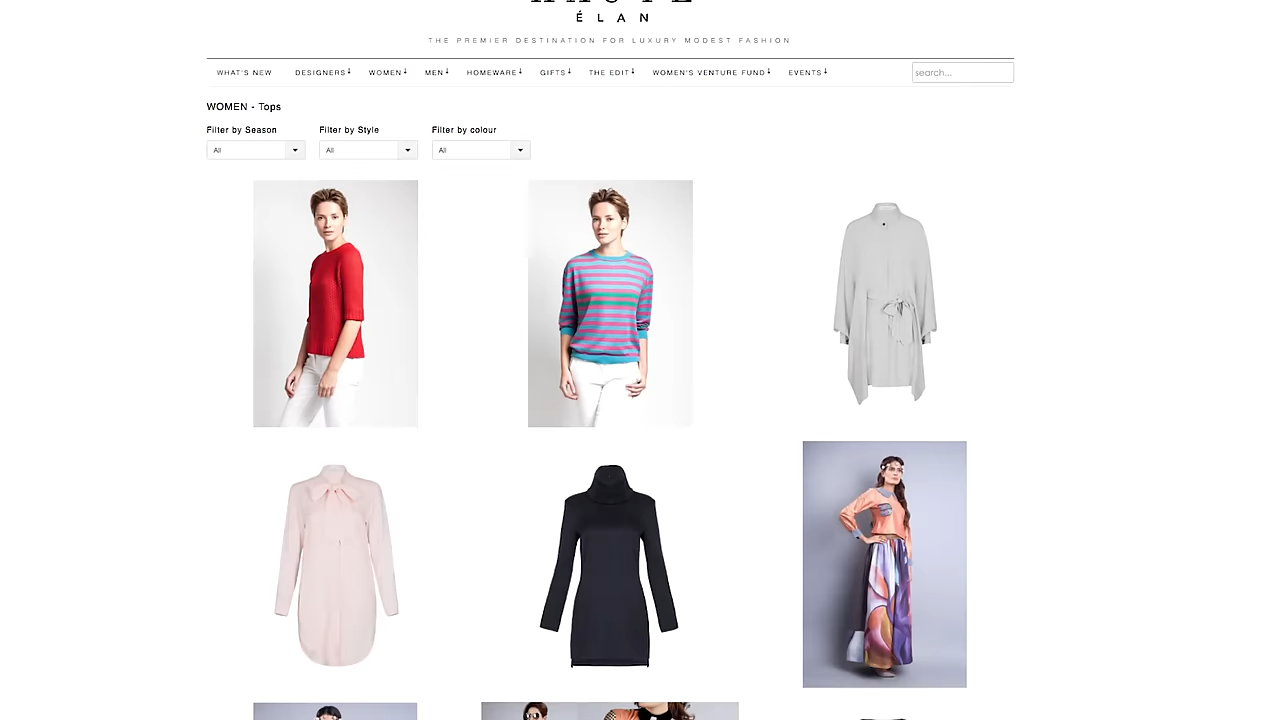 HAUTE
ÉLAN
THE PREMIER DESTINATION FOR LUXURY MODEST FASHION
WHAT'S NEW DESIGNERS WOMEN MEN HOMEWARE GIFTS THE EDIT WOMEN'S VENTURE FUND EVENTS search...
WOMEN - Tops
Filter by Season Filter by Style Filter by colour
All All All